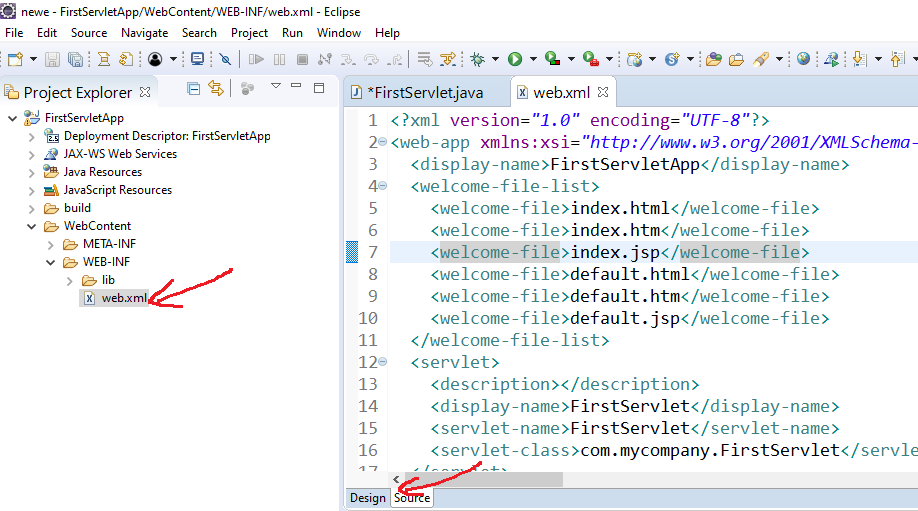 newe - FirstServletApp/WebContent/WEB-INF/web.xml - Eclipse
File Edit Source Navigate Search Project Run Window Help
Project Explorer
FirstServletApp
Deployment Descriptor: FirstServletApp
JAX-WS Web Services
Java Resources
JavaScript Resources
build
WebContent
META-INF
WEB-INF
lib
web.xml
*FirstServlet.java web.xml
1 <?xml version="1.0" encoding="UTF-8"?>
2 <web-app xmlns:xsi="http://www.w3.org/2001/XMLSchema-
3 <display-name>FirstServletApp</display-name>
4 <welcome-file-list>
5 <welcome-file>index.html</welcome-file>
6 <welcome-file>index.htm</welcome-file>
7 <welcome-file>index.jsp</welcome-file>
8 <welcome-file>default.html</welcome-file>
9 <welcome-file>default.htm</welcome-file>
10 <welcome-file>default.jsp</welcome-file>
11 </welcome-file-list>
12 <servlet>
13 <description></description>
14 <display-name>FirstServlet</display-name>
15 <servlet-name>FirstServlet</servlet-name>
16 <servlet-class>com.mycompany.FirstServlet</servle
17 </servlet>
Design Source